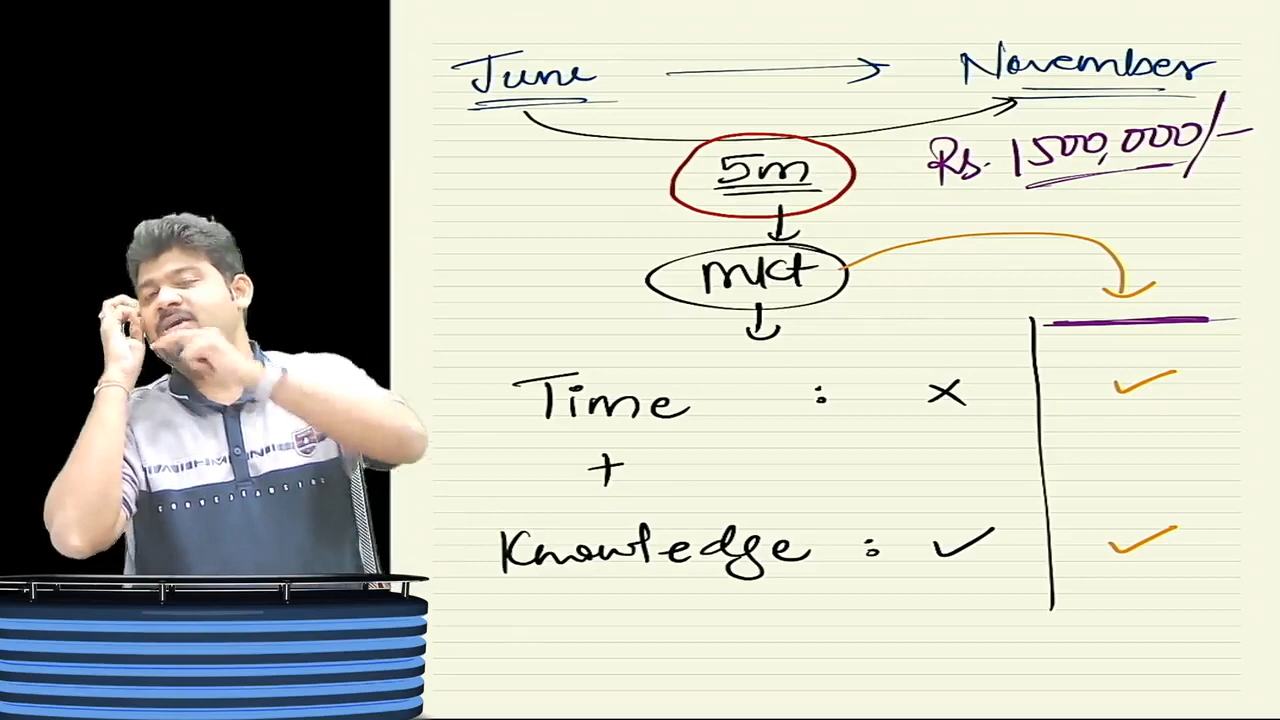 June → November
Rs. 1500,000/-
5m
↓
mkt
↓
Time : × ✓
+
Knowledge : ✓ ✓